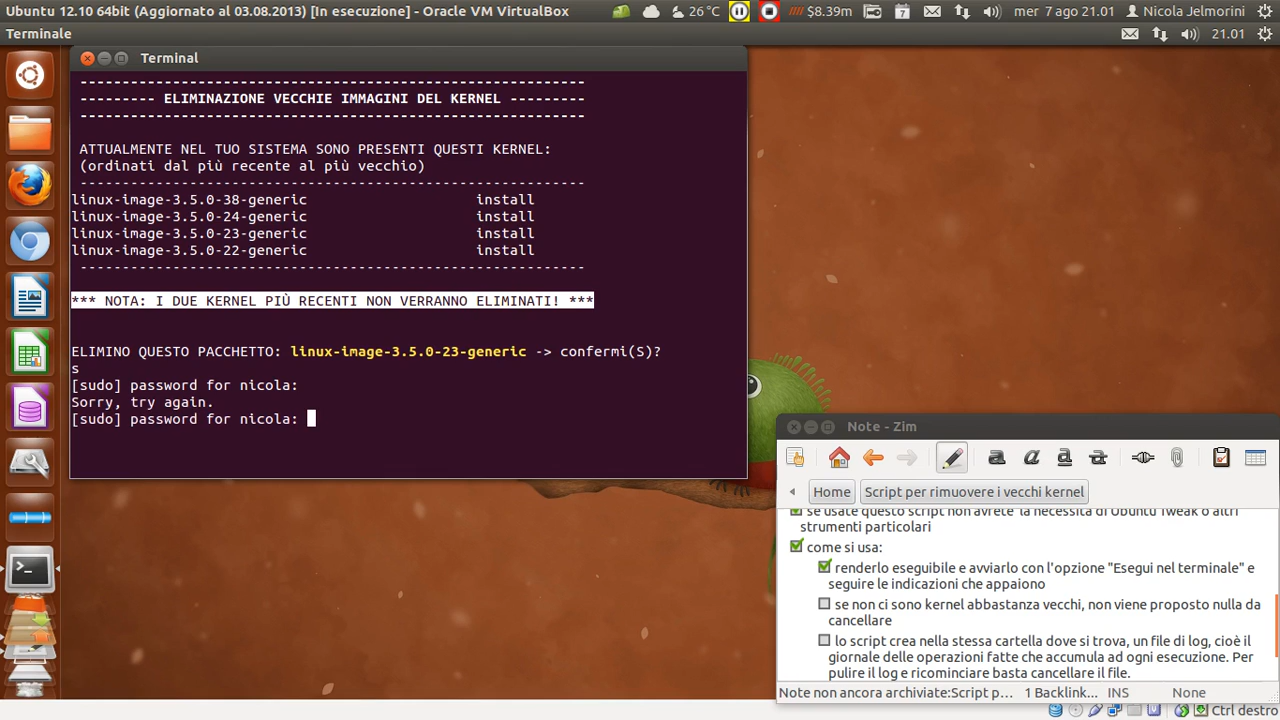 Ubuntu 12.10 64bit (Aggiornato al 03.08.2013) [In esecuzione] - Oracle VM VirtualBox
26 °C
$8.39m
7
mer 7 ago 21.01
Nicola Jelmorini
Terminale
21.01
Terminal
--------- ELIMINAZIONE VECCHIE IMMAGINI DEL KERNEL ---------
ATTUALMENTE NEL TUO SISTEMA SONO PRESENTI QUESTI KERNEL:
(ordinati dal più recente al più vecchio)
linux-image-3.5.0-38-generic install
linux-image-3.5.0-24-generic install
linux-image-3.5.0-23-generic install
linux-image-3.5.0-22-generic install
*** NOTA: I DUE KERNEL PIÙ RECENTI NON VERRANNO ELIMINATI! ***
ELIMINO QUESTO PACCHETTO: linux-image-3.5.0-23-generic -> confermi(S)?
s
[sudo] password for nicola:
Sorry, try again.
[sudo] password for nicola:
Note - Zim
Home
Script per rimuovere i vecchi kernel
se usate questo script non avrete la necessità di Ubuntu Tweak o altri
strumenti particolari
come si usa:
renderlo eseguibile e avviarlo con l'opzione "Esegui nel terminale" e
seguire le indicazioni che appaiono
se non ci sono kernel abbastanza vecchi, non viene proposto nulla da
cancellare
lo script crea nella stessa cartella dove si trova, un file di log, cioè il
giornale delle operazioni fatte che accumula ad ogni esecuzione. Per
pulire il log e ricominciare basta cancellare il file.
Note non ancora archiviate:Script p... 1 Backlink... INS None
Ctrl destro